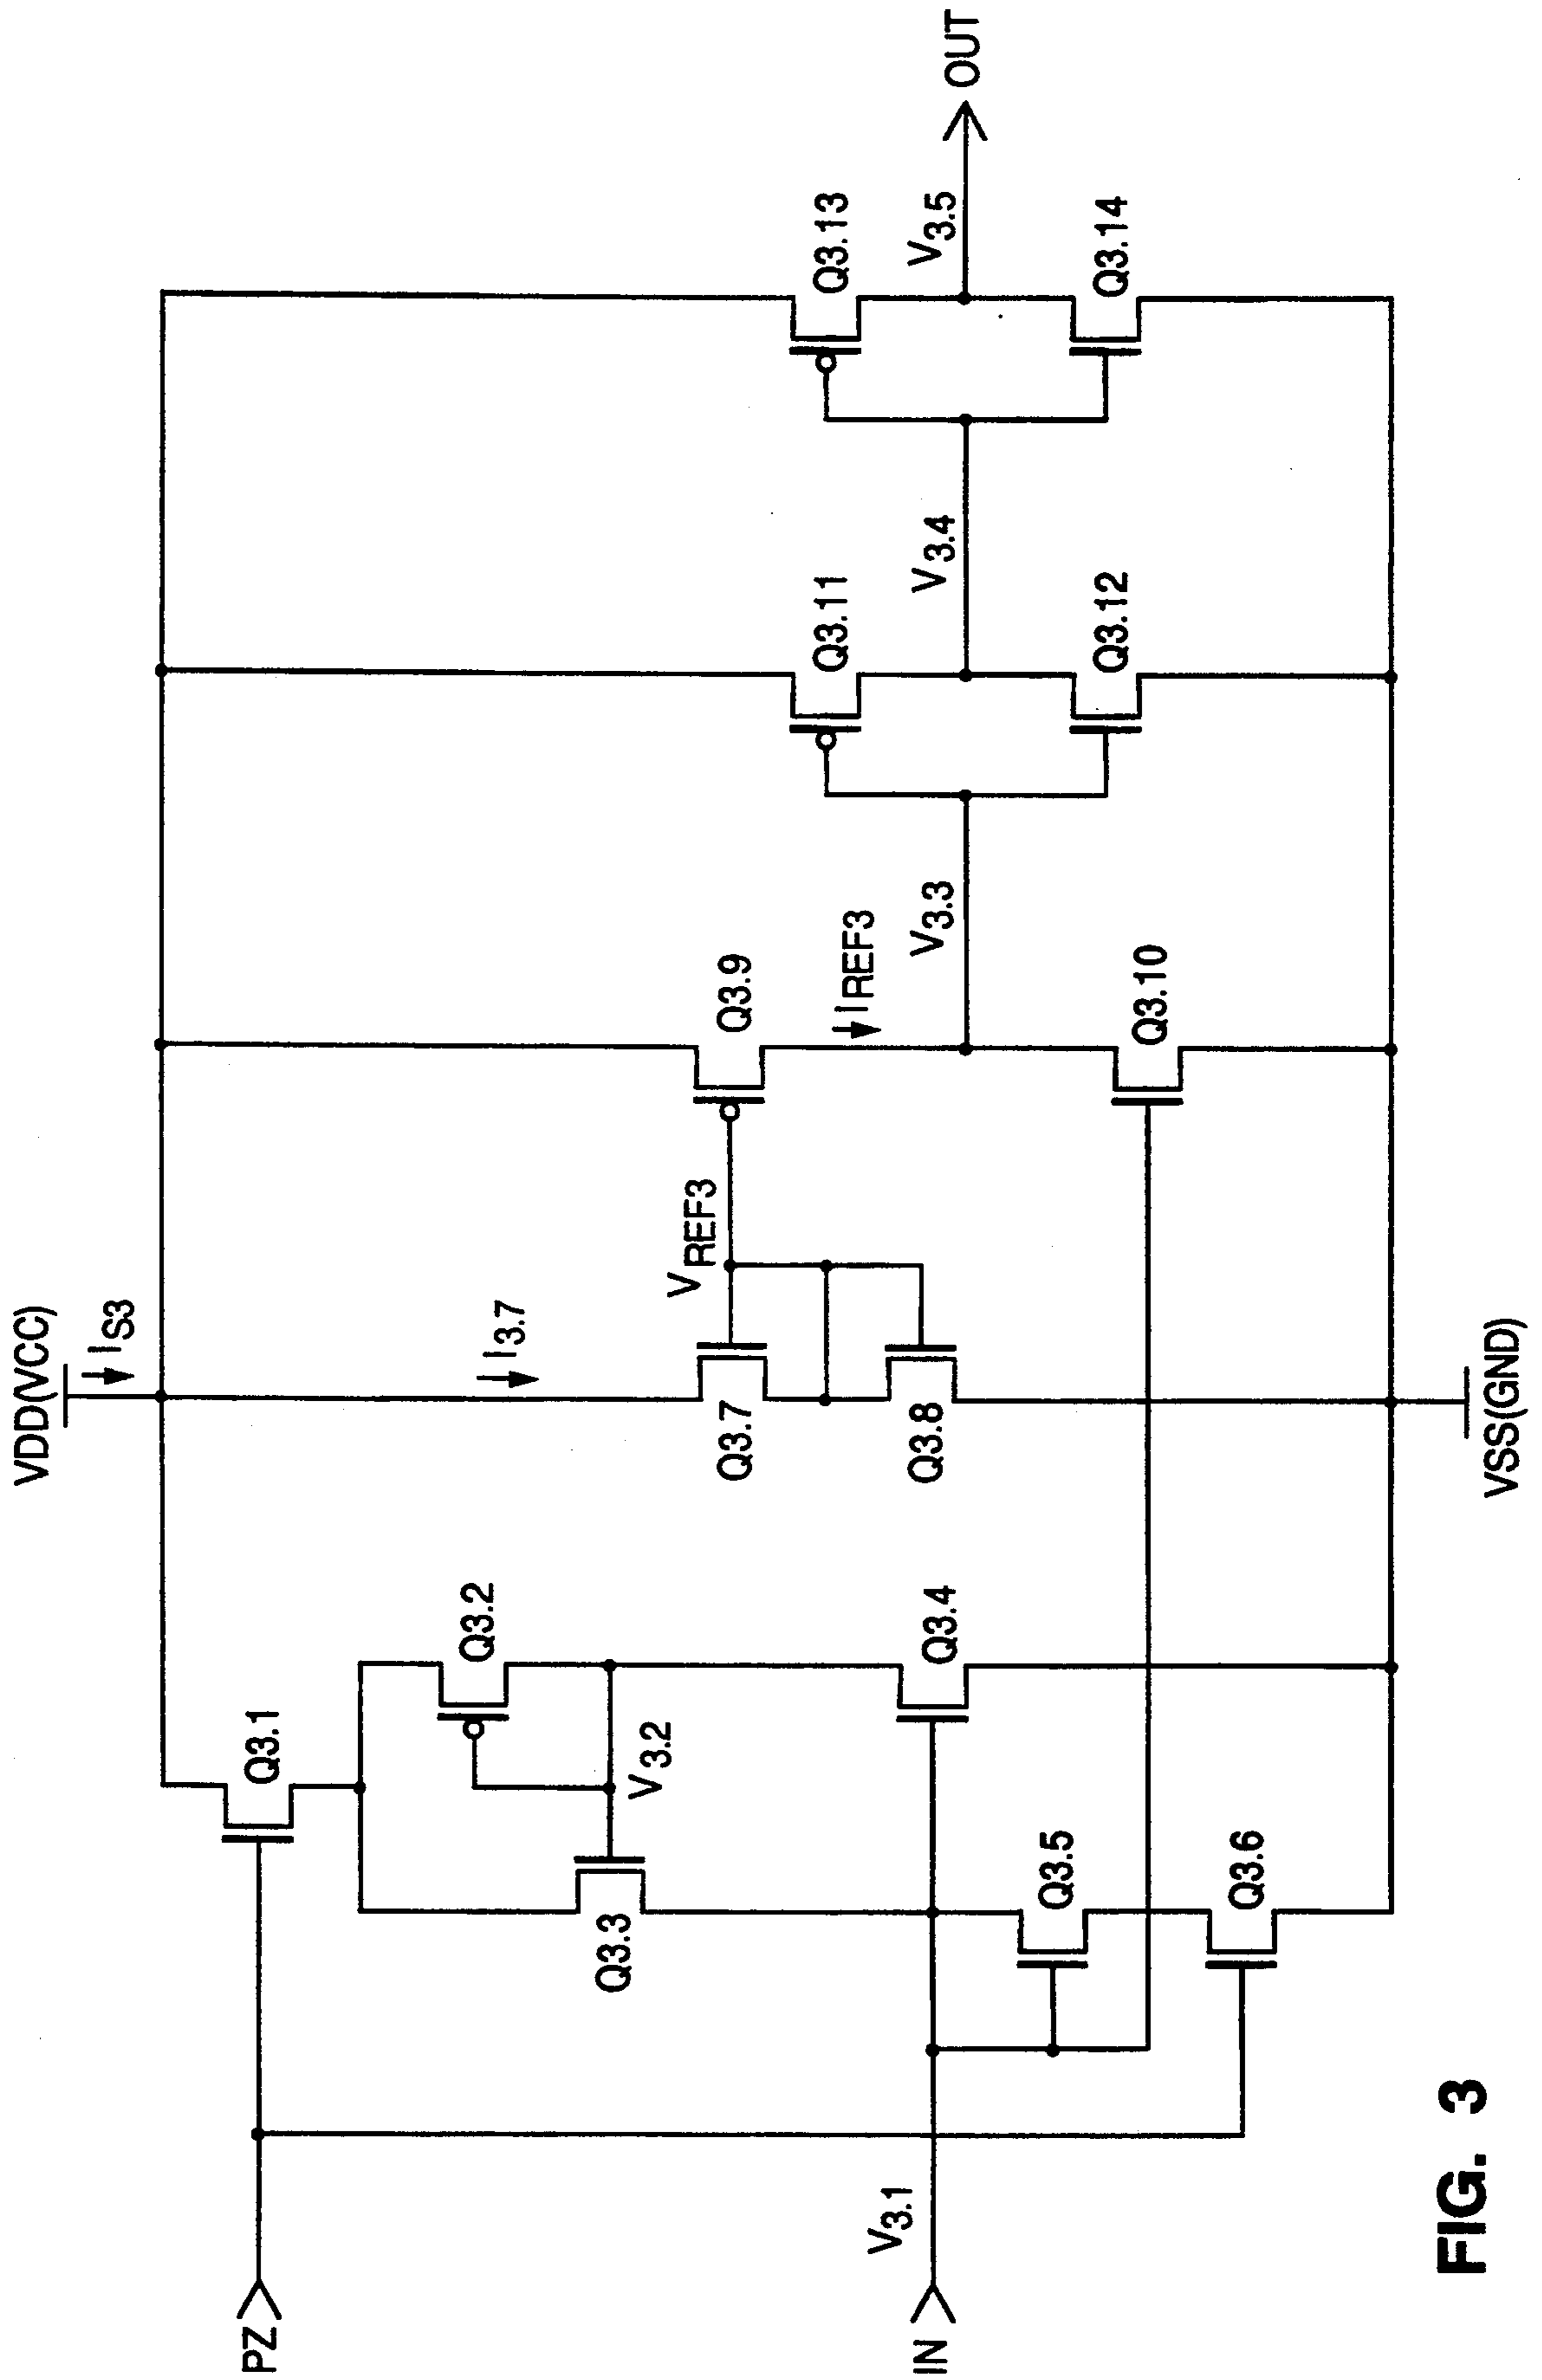 VDD(VCC)
IS3
PZ
Q3.1
Q3.2
I3.7
V3.2
Q3.3
VREF3
Q3.7
Q3.9
Q3.11
Q3.13
IREF3
V3.1
IN
Q3.4
Q3.8
V3.3
V3.4
V3.5
OUT
Q3.5
Q3.10
Q3.12
Q3.14
Q3.6
VSS(GND)
FIG. 3